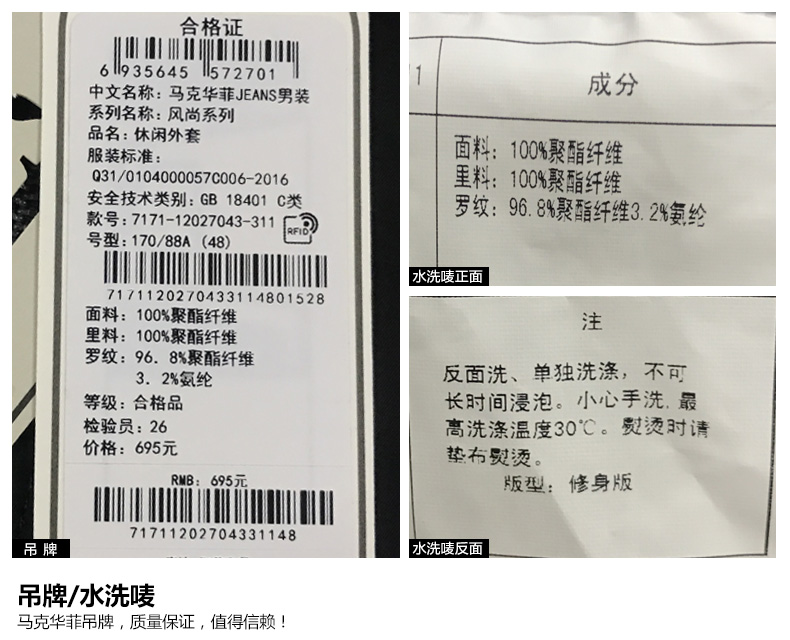 合格证
6 935645 572701
中文名称：马克华菲JEANS男装
系列名称：风尚系列
品名：休闲外套
服装标准：
Q31/0104000057C006-2016
安全技术类别：GB 18401 C类
款号：7171-12027043-311
RFID
号型：170/88A（48）
7171120270433114801528
面料：100%聚酯纤维
里料：100%聚酯纤维
罗纹：96．8%聚酯纤维
3．2%氨纶
等级：合格品
检验员：26
价格：695元
RMB：695元
71711202704331148
吊 牌
1
成分
面料：100%聚酯纤维
里料：100%聚酯纤维
罗纹：96.8%聚酯纤维3.2%氨纶
水洗唛正面
注
反面洗、单独洗涤，不可
长时间浸泡。小心手洗.最
高洗涤温度30℃。熨烫时请
垫布熨烫。
版型：修身版
水洗唛反面
吊牌/水洗唛
马克华菲吊牌，质量保证，值得信赖！